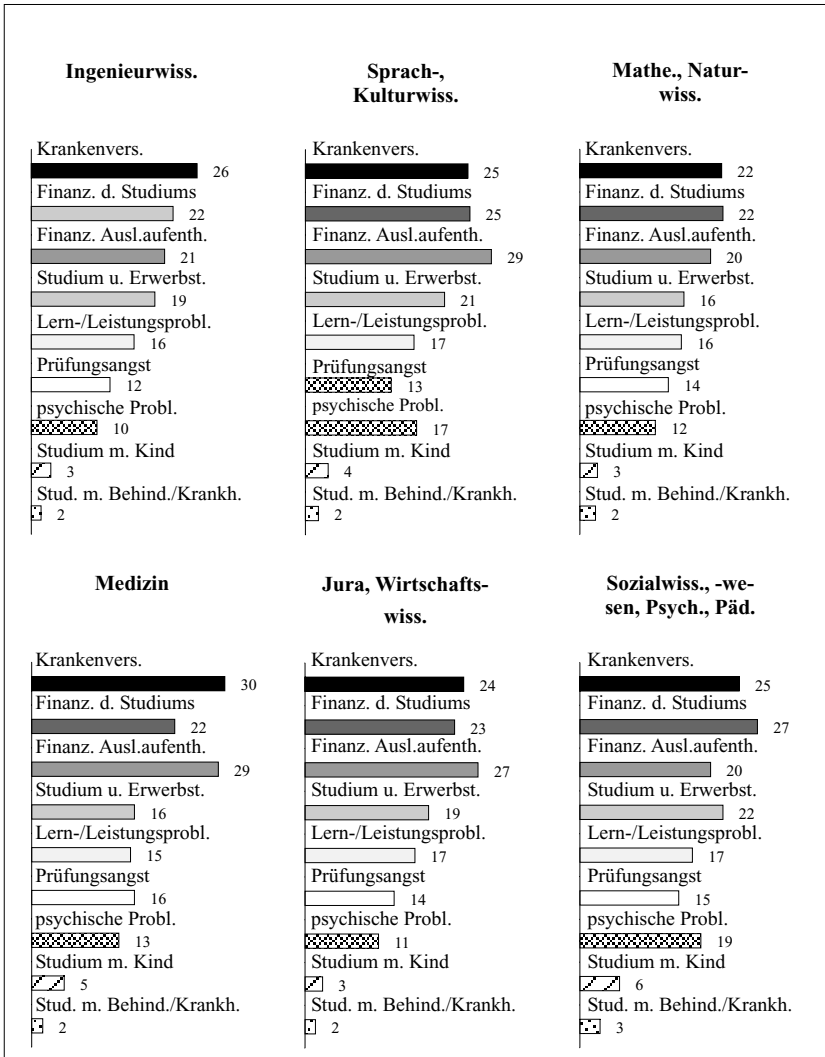 Ingenieurwiss.
Krankenvers.
26
Finanz. d. Studiums
22
Finanz. Ausl.aufenth.
21
Studium u. Erwerbst.
19
Lern-/Leistungsprobl.
16
Prüfungsangst
12
psychische Probl.
10
Studium m. Kind
3
Stud. m. Behind./Krankh.
2
Sprach-,
Kulturwiss.
Krankenvers.
25
Finanz. d. Studiums
25
Finanz. Ausl.aufenth.
29
Studium u. Erwerbst.
21
Lern-/Leistungsprobl.
17
Prüfungsangst
13
psychische Probl.
17
Studium m. Kind
4
Stud. m. Behind./Krankh.
2
Mathe., Natur-
wiss.
Krankenvers.
22
Finanz. d. Studiums
22
Finanz. Ausl.aufenth.
20
Studium u. Erwerbst.
16
Lern-/Leistungsprobl.
16
Prüfungsangst
14
psychische Probl.
12
Studium m. Kind
3
Stud. m. Behind./Krankh.
2
Medizin
Krankenvers.
30
Finanz. d. Studiums
22
Finanz. Ausl.aufenth.
29
Studium u. Erwerbst.
16
Lern-/Leistungsprobl.
15
Prüfungsangst
16
psychische Probl.
13
Studium m. Kind
5
Stud. m. Behind./Krankh.
2
Jura, Wirtschafts-
wiss.
Krankenvers.
24
Finanz. d. Studiums
23
Finanz. Ausl.aufenth.
27
Studium u. Erwerbst.
19
Lern-/Leistungsprobl.
17
Prüfungsangst
14
psychische Probl.
11
Studium m. Kind
3
Stud. m. Behind./Krankh.
2
Sozialwiss., -we-
sen, Psych., Päd.
Krankenvers.
25
Finanz. d. Studiums
27
Finanz. Ausl.aufenth.
20
Studium u. Erwerbst.
22
Lern-/Leistungsprobl.
17
Prüfungsangst
15
psychische Probl.
19
Studium m. Kind
6
Stud. m. Behind./Krankh.
3